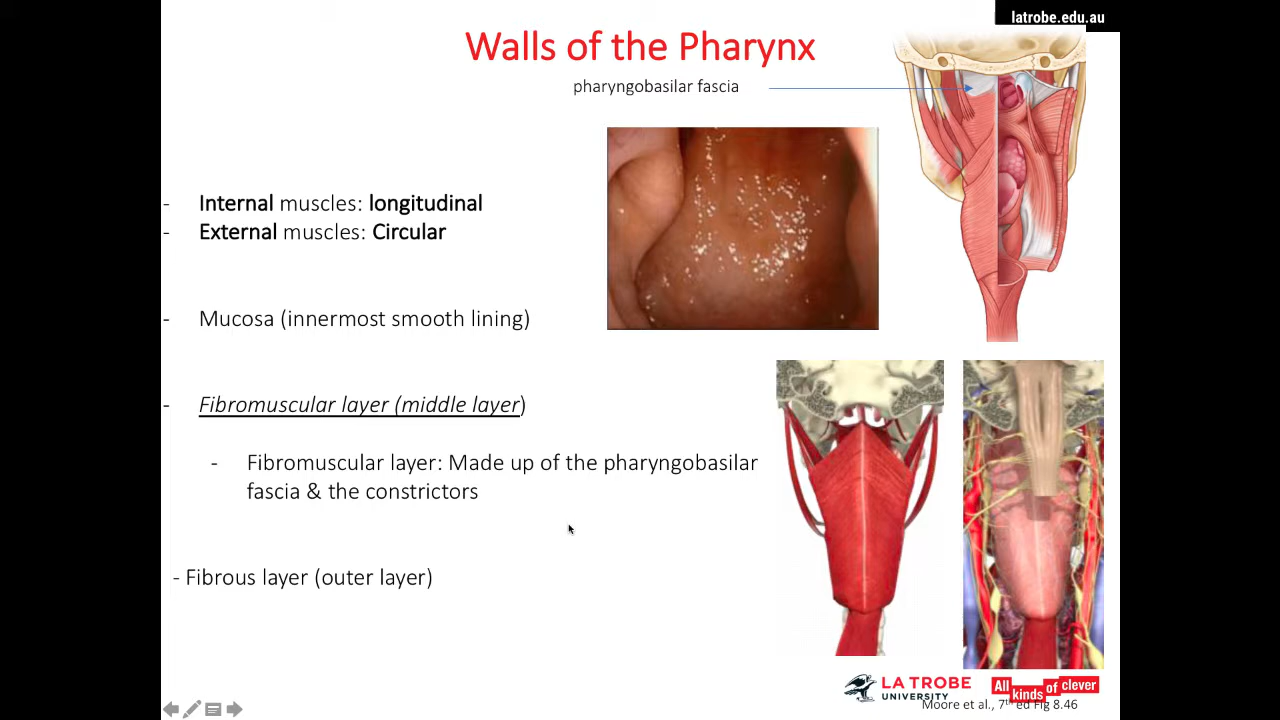 latrobe.edu.au
Walls of the Pharynx
pharyngobasilar fascia
- Internal muscles: longitudinal
- External muscles: Circular
- Mucosa (innermost smooth lining)
- Fibromuscular layer (middle layer)
- Fibromuscular layer: Made up of the pharyngobasilar
fascia & the constrictors
- Fibrous layer (outer layer)
LA TROBE
UNIVERSITY
All
kinds
of clever
Moore et al., 7th ed Fig 8.46